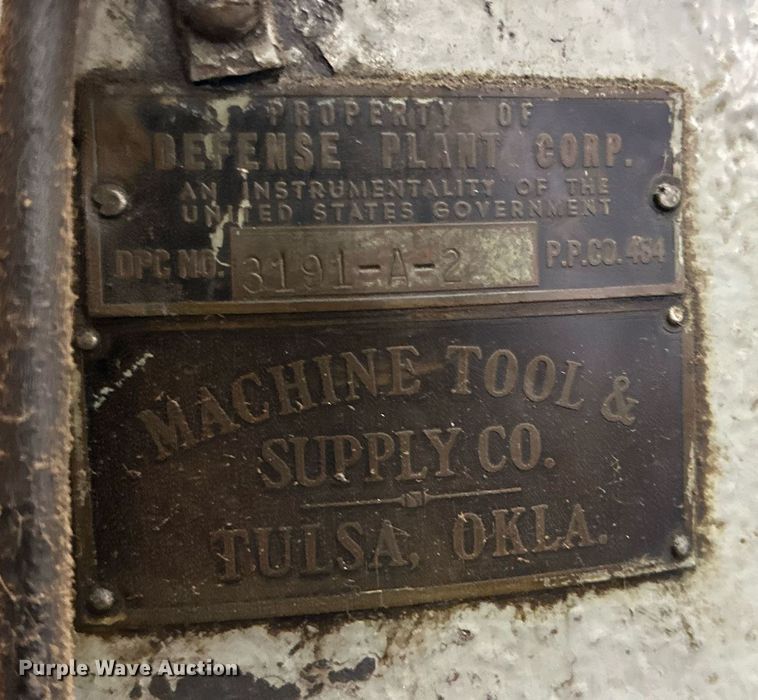 PROPERTY OF
DEFENSE PLANT CORP.
AN INSTRUMENTALITY OF THE
UNITED STATES GOVERNMENT
DPC NO. 3191-A-2 P.P.CO. 484
MACHINE TOOL &
SUPPLY CO.
TULSA, OKLA.
Purple Wave Auction